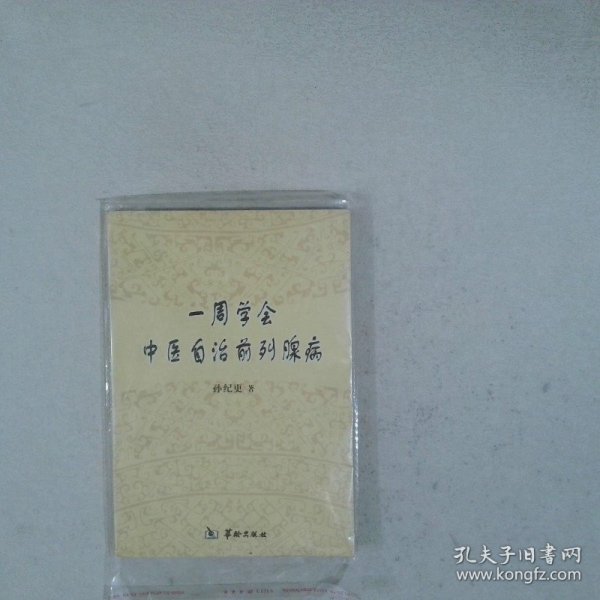 一周学会
中医自治前列腺病
孙纪更 著
华龄出版社
孔夫子旧书网
www.kongfz.com